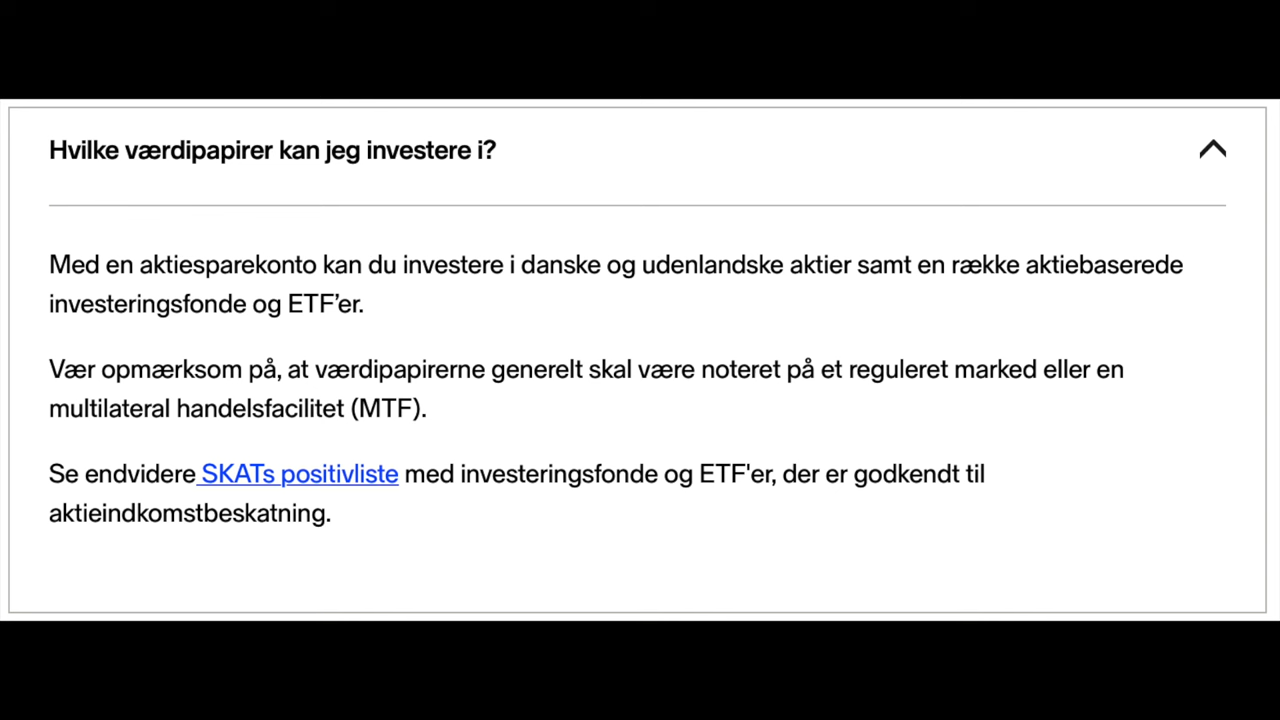 Hvilke værdipapirer kan jeg investere i?
Med en aktiesparekonto kan du investere i danske og udenlandske aktier samt en række aktiebaserede
investeringsfonde og ETF’er.
Vær opmærksom på, at værdipapirerne generelt skal være noteret på et reguleret marked eller en
multilateral handelsfacilitet (MTF).
Se endvidere SKATs positivliste med investeringsfonde og ETF'er, der er godkendt til
aktieindkomstbeskatning.